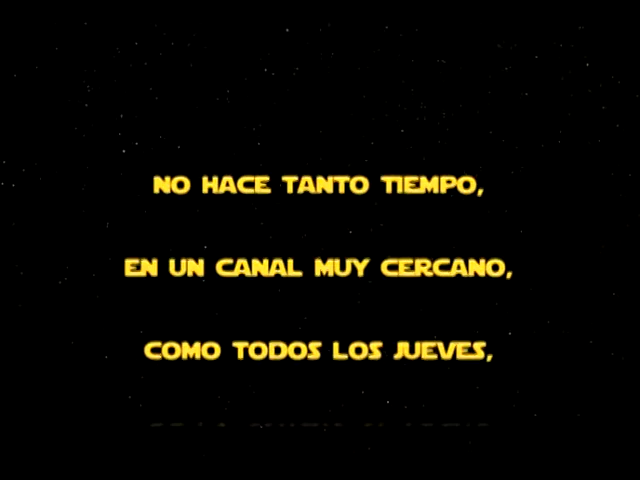 NO HACE TANTO TIEMPO,
EN UN CANAL MUY CERCANO,
COMO TODOS LOS JUEVES,